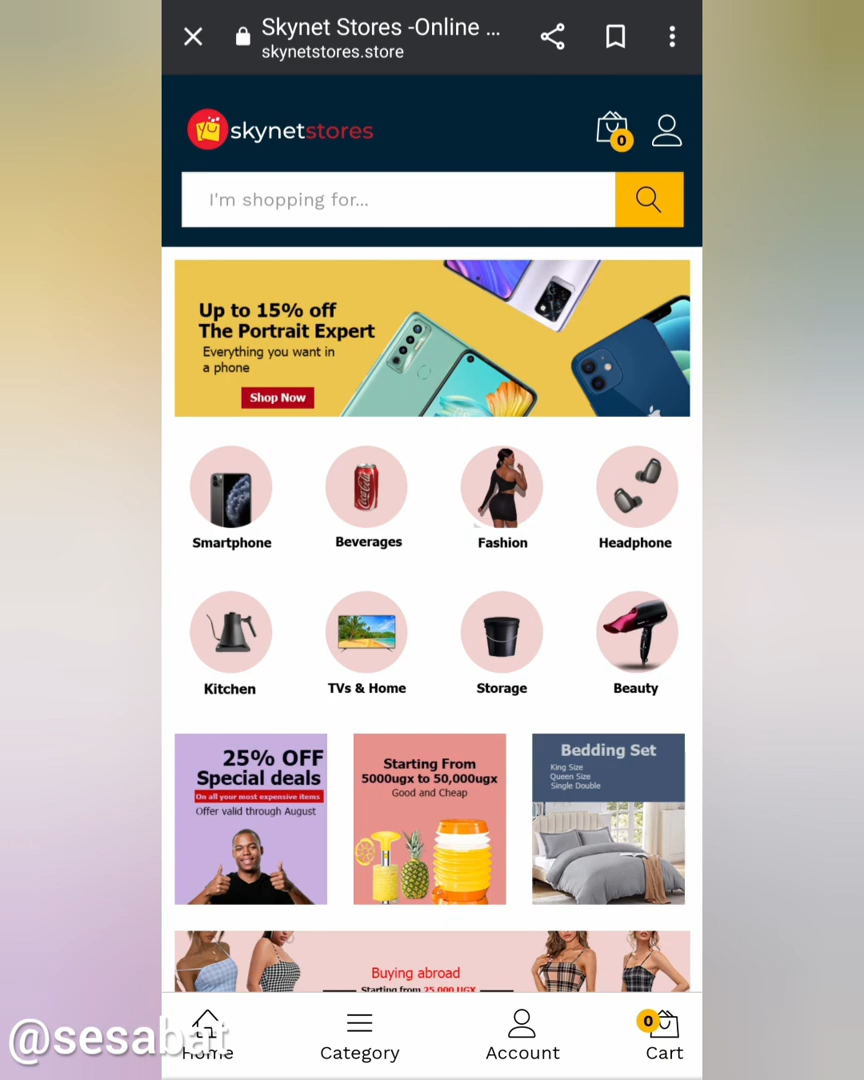 Skynet Stores -Online ...
skynetstores.store
skynetstores
0
I'm shopping for...
Up to 15% off
The Portrait Expert
Everything you want in
a phone
Shop Now
Coca-Cola
Smartphone
Beverages
Fashion
Headphone
Kitchen
TVs & Home
Storage
Beauty
25% OFF
Special deals
On all your most expensive items
Offer valid through August
Starting From
5000ugx to 50,000ugx
Good and Cheap
Bedding Set
King Size
Queen Size
Single Double
Buying abroad
Starting from 25,000 UGX
0
Home
Category
Account
Cart
@sesabat